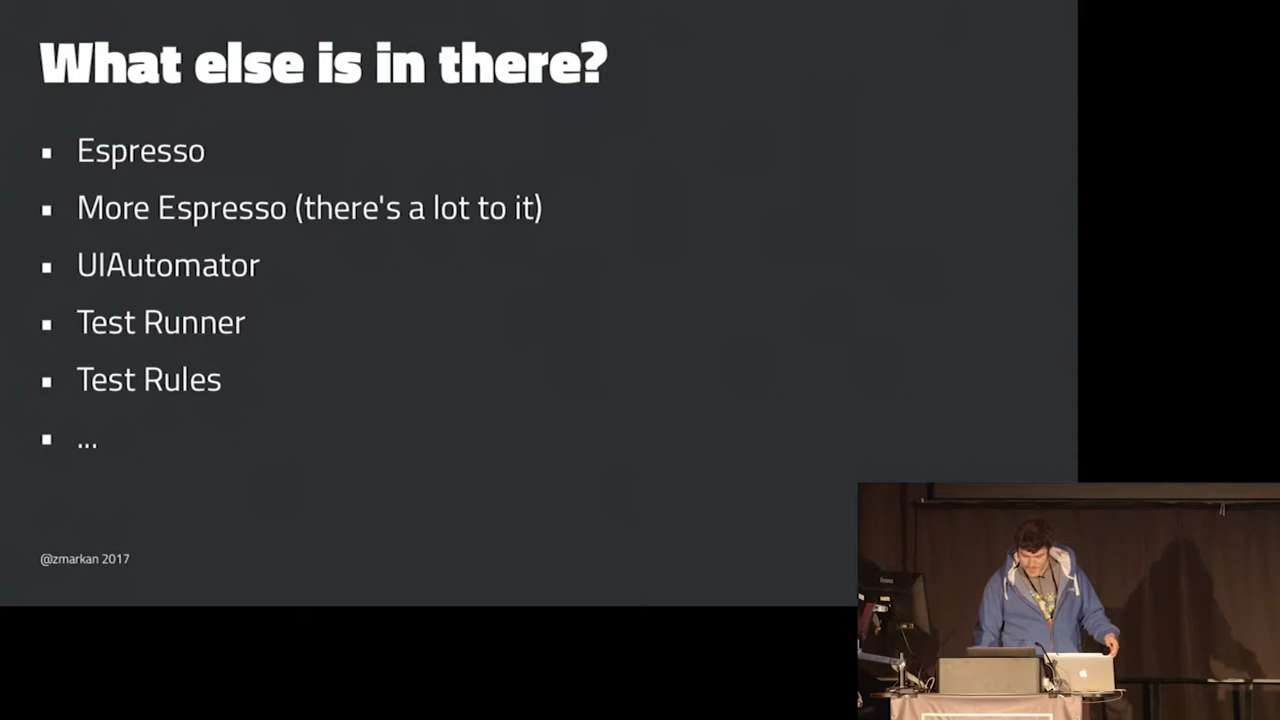 What else is in there?
▪ Espresso
▪ More Espresso (there's a lot to it)
▪ UIAutomator
▪ Test Runner
▪ Test Rules
▪ ...
@zmarkan 2017